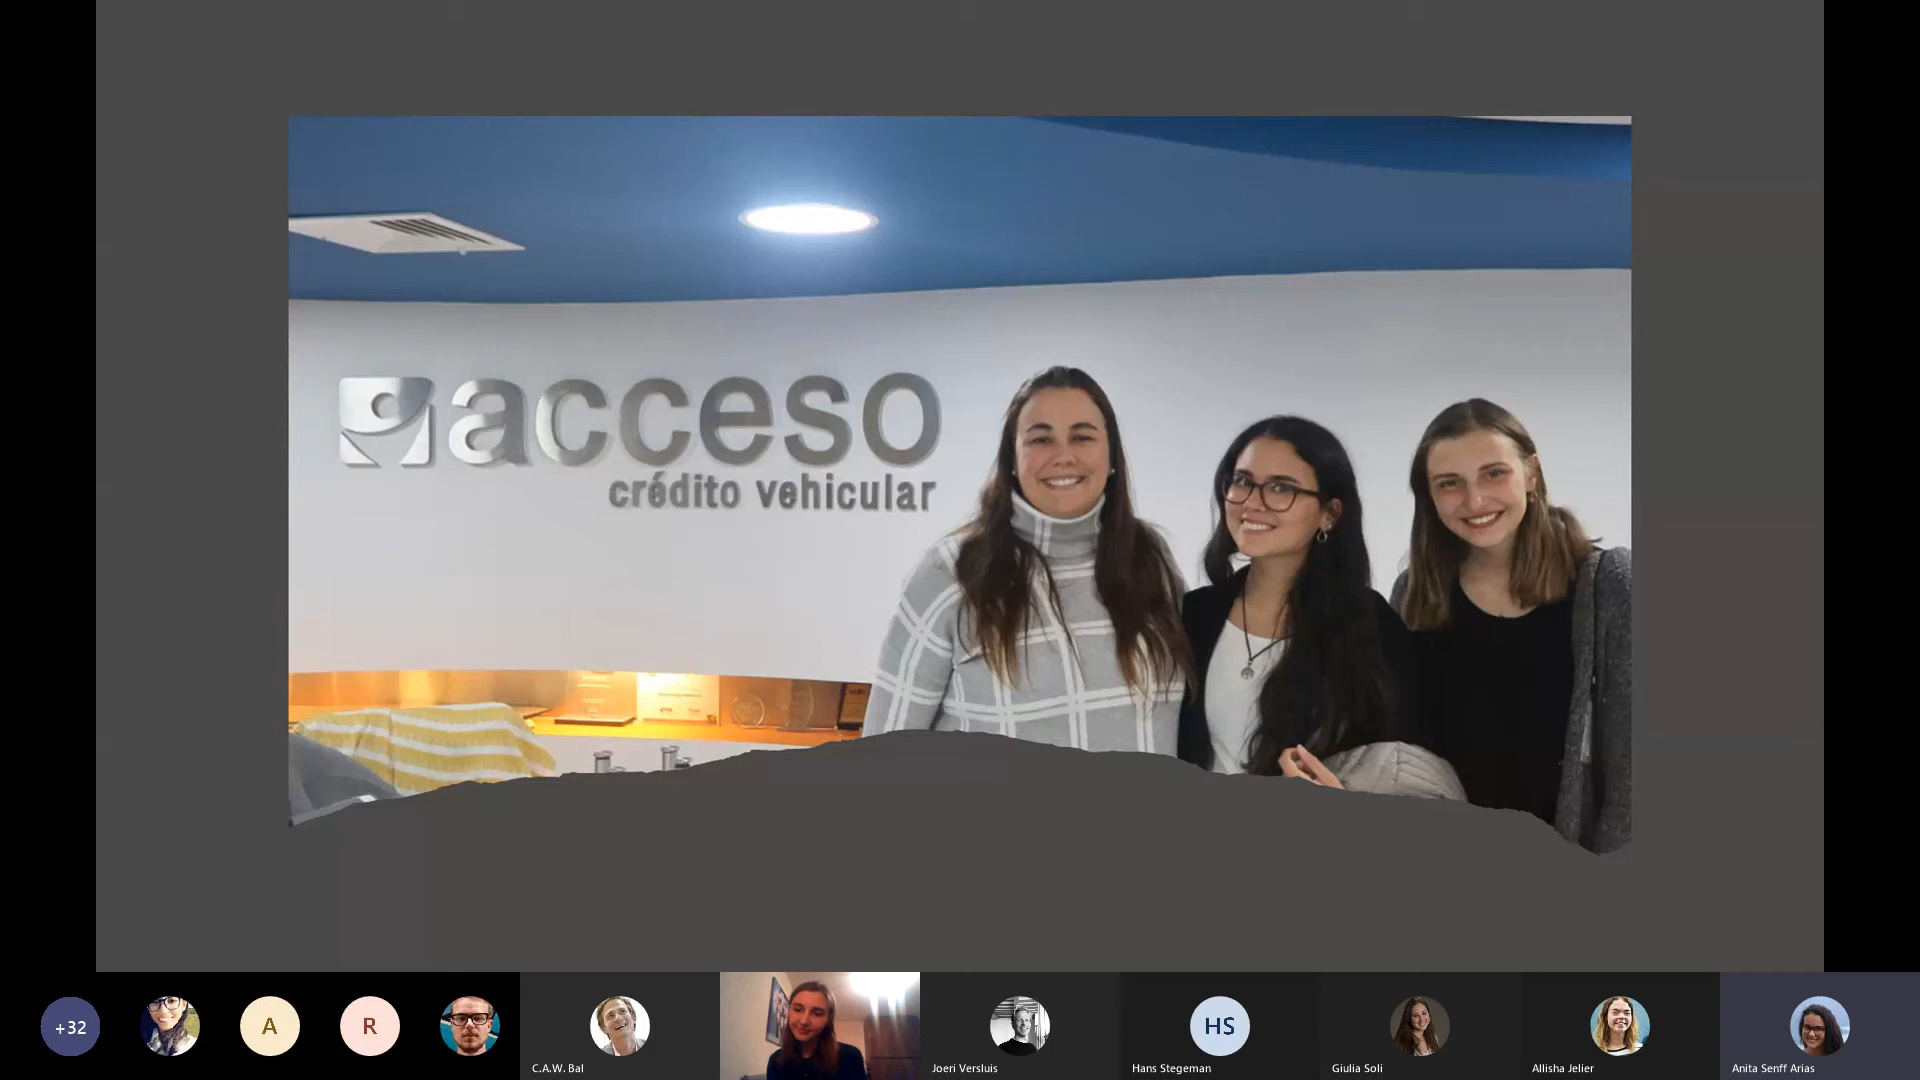 acceso
crédito vehicular
+32
A
R
C.A.W. Bal
Joeri Versluis
HS
Hans Stegeman
Giulia Soli
Allisha Jelier
Anita Senff Arias